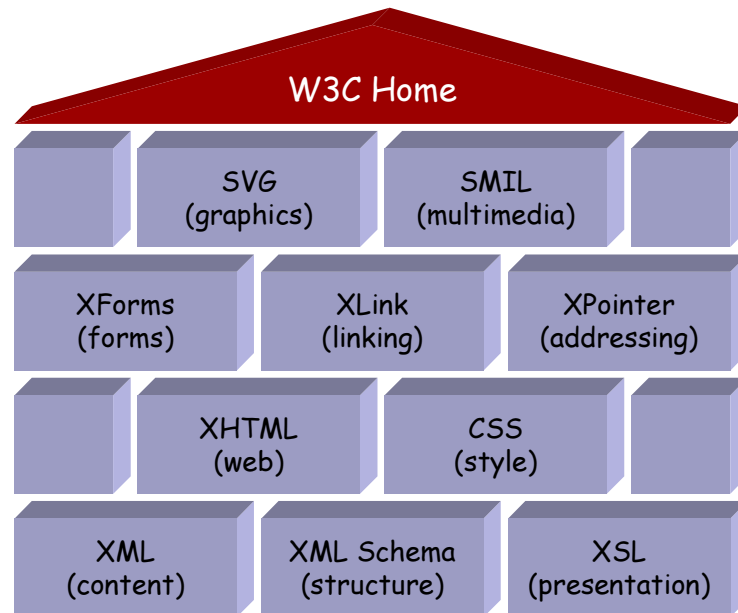 W3C Home
SVG
(graphics)
SMIL
(multimedia)
XForms
(forms)
XLink
(linking)
XPointer
(addressing)
XHTML
(web)
CSS
(style)
XML
(content)
XML Schema
(structure)
XSL
(presentation)